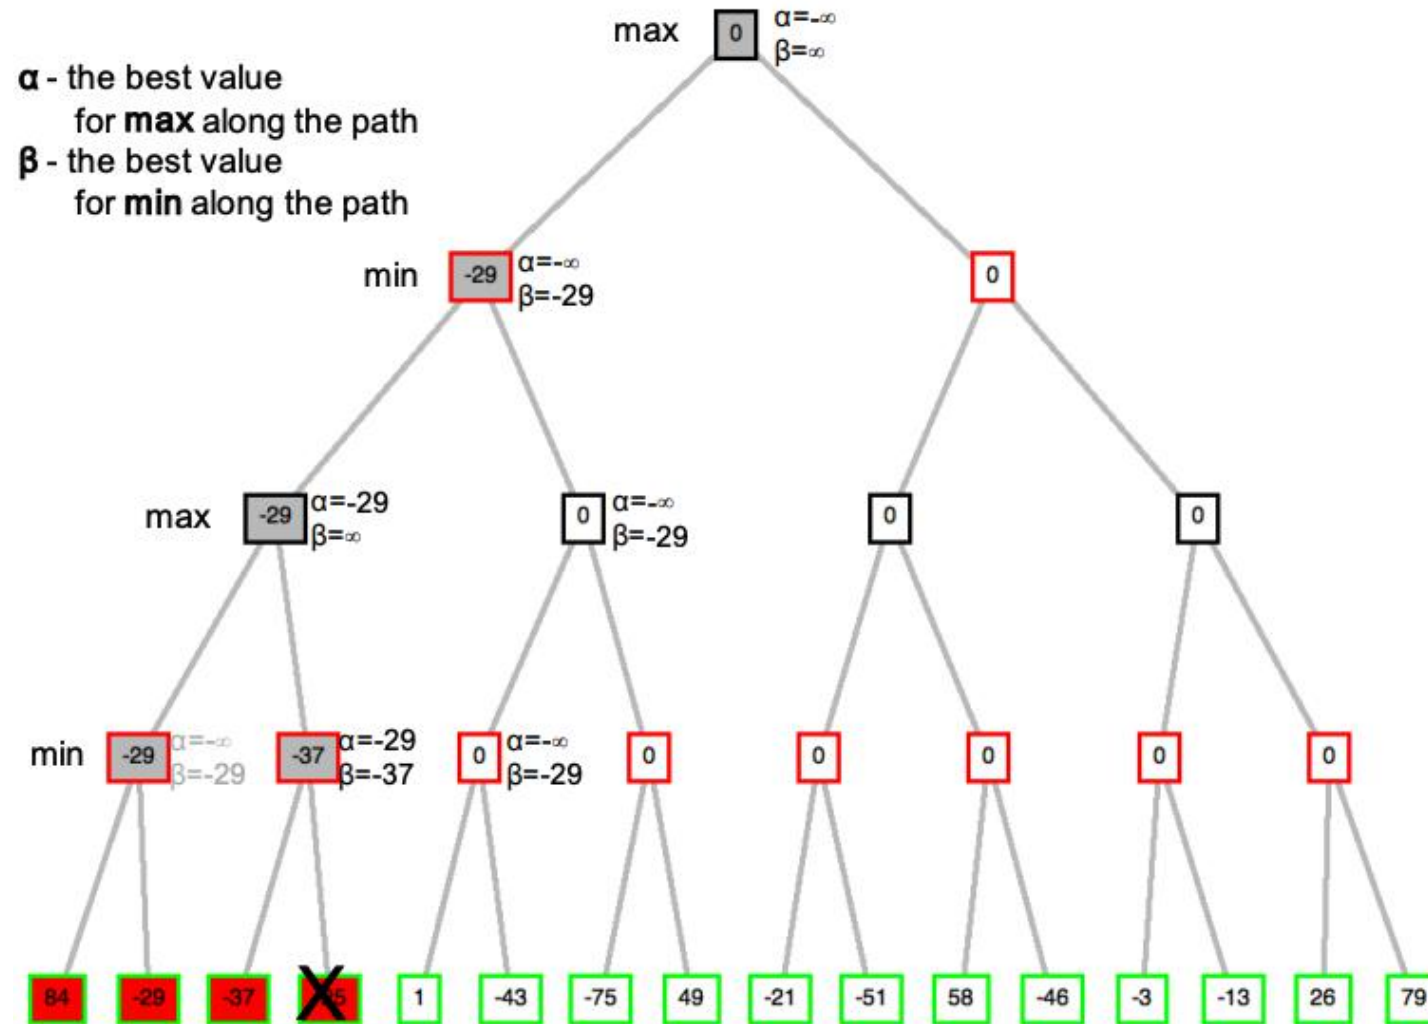 max
0
α=-∞
β=∞
α - the best value
for max along the path
β - the best value
for min along the path
min
-29
α=-∞
β=-29
0
max
-29
α=-29
β=∞
0
α=-∞
β=-29
0
0
min
-29
α=-∞
β=-29
-37
α=-29
β=-37
0
α=-∞
β=-29
0
0
0
0
0
84
-29
-37
X
1
-43
-75
49
-21
-51
58
-46
-3
-13
26
79